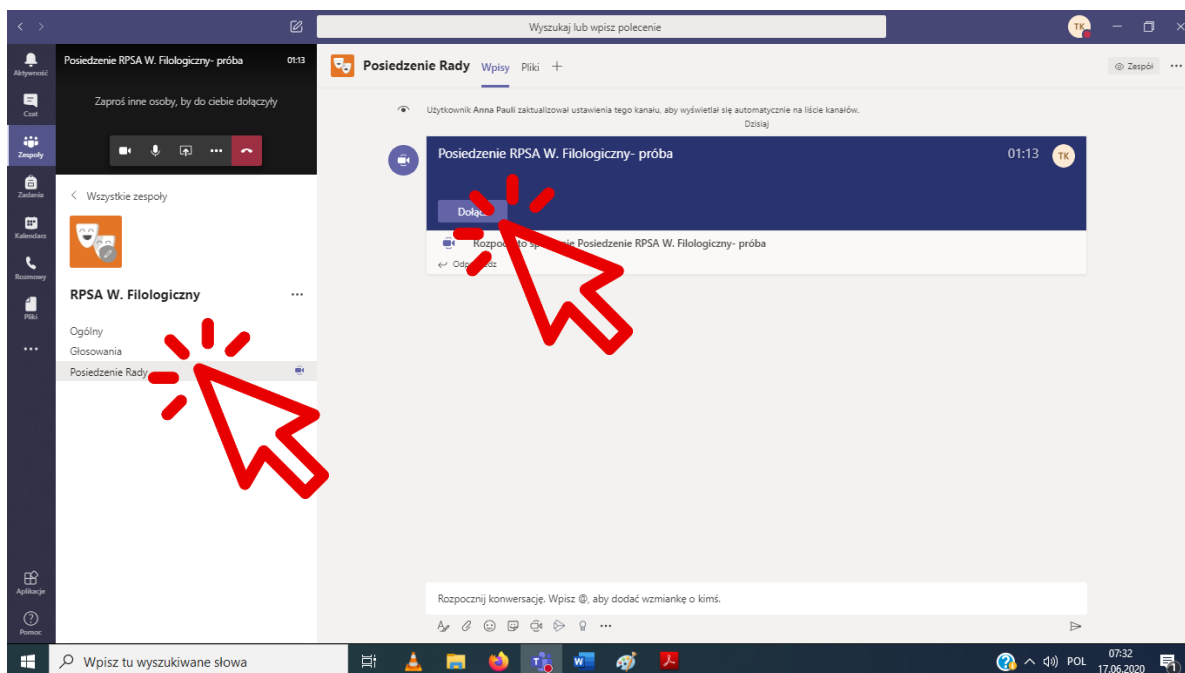 Wyszukaj lub wpisz polecenie
TK
Aktywność
Czat
Zespoły
Zadania
Kalendarz
Rozmowy
Pliki
Aplikacje
Pomoc
Posiedzenie RPSA W. Filologiczny- próba 01:13
Zaproś inne osoby, by do ciebie dołączyły
Wszystkie zespoły
RPSA W. Filologiczny
Ogólny
Głosowania
Posiedzenie Rady
Posiedzenie Rady Wpisy Pliki
Zespół
Użytkownik Anna Pauli zaktualizował ustawienia tego kanału, aby wyświetlał się automatycznie na liście kanałów.
Dzisiaj
Posiedzenie RPSA W. Filologiczny- próba 01:13 TK
Posiedzenie RPSA W. Filologiczny- próba
Rozpocznij konwersację. Wpisz @, aby dodać wzmiankę o kimś.
Wpisz tu wyszukiwane słowa
POL
07:32
17.06.2020